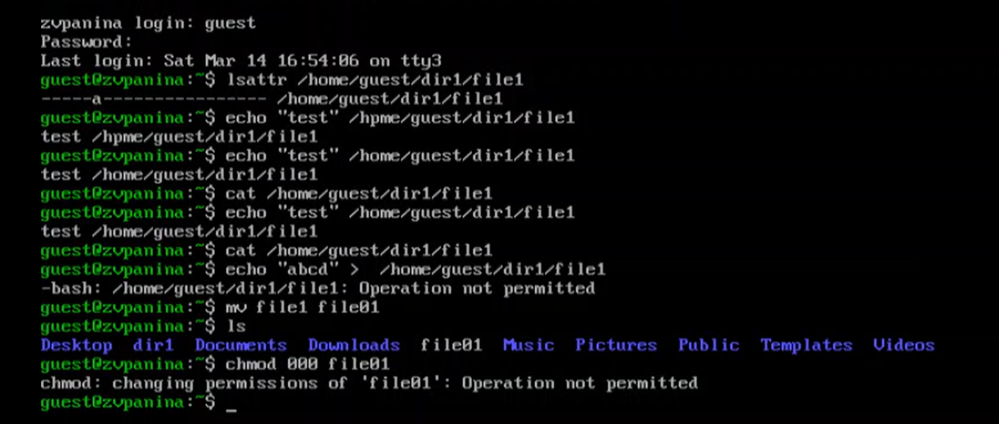 zvpanina login: guest
Password:
Last login: Sat Mar 14 16:54:06 on tty3
guest@zvpanina:~$ lsattr /home/guest/dir1/file1
-----a---------------- /home/guest/dir1/file1
guest@zvpanina:~$ echo "test" /hpme/guest/dir1/file1
test /hpme/guest/dir1/file1
guest@zvpanina:~$ echo "test" /home/guest/dir1/file1
test /home/guest/dir1/file1
guest@zvpanina:~$ cat /home/guest/dir1/file1
guest@zvpanina:~$ echo "test" /home/guest/dir1/file1
test /home/guest/dir1/file1
guest@zvpanina:~$ cat /home/guest/dir1/file1
guest@zvpanina:~$ echo "abcd" >  /home/guest/dir1/file1
-bash: /home/guest/dir1/file1: Operation not permitted
guest@zvpanina:~$ mv file1 file01
guest@zvpanina:~$ ls
Desktop  dir1  Documents  Downloads  file01  Music  Pictures  Public  Templates  Videos
guest@zvpanina:~$ chmod 000 file01
chmod: changing permissions of 'file01': Operation not permitted
guest@zvpanina:~$ _